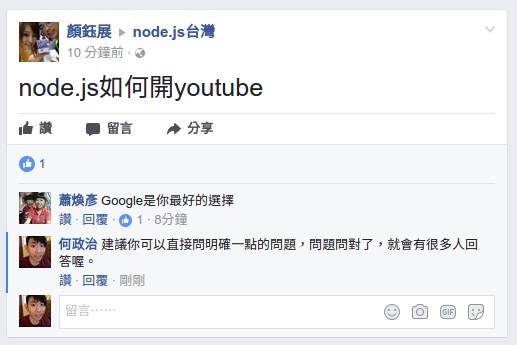 顏鈺展 ▸ node.js台灣
10 分鐘前 ·
node.js如何開youtube
讚 留言 分享
1
蕭煥彥 Google是你最好的選擇
讚 · 回覆 · 1 · 8分鐘
何政治 建議你可以直接問明確一點的問題，問題問對了，就會有很多人回
答喔。
讚 · 回覆 · 剛剛
留言⋯⋯
GIF